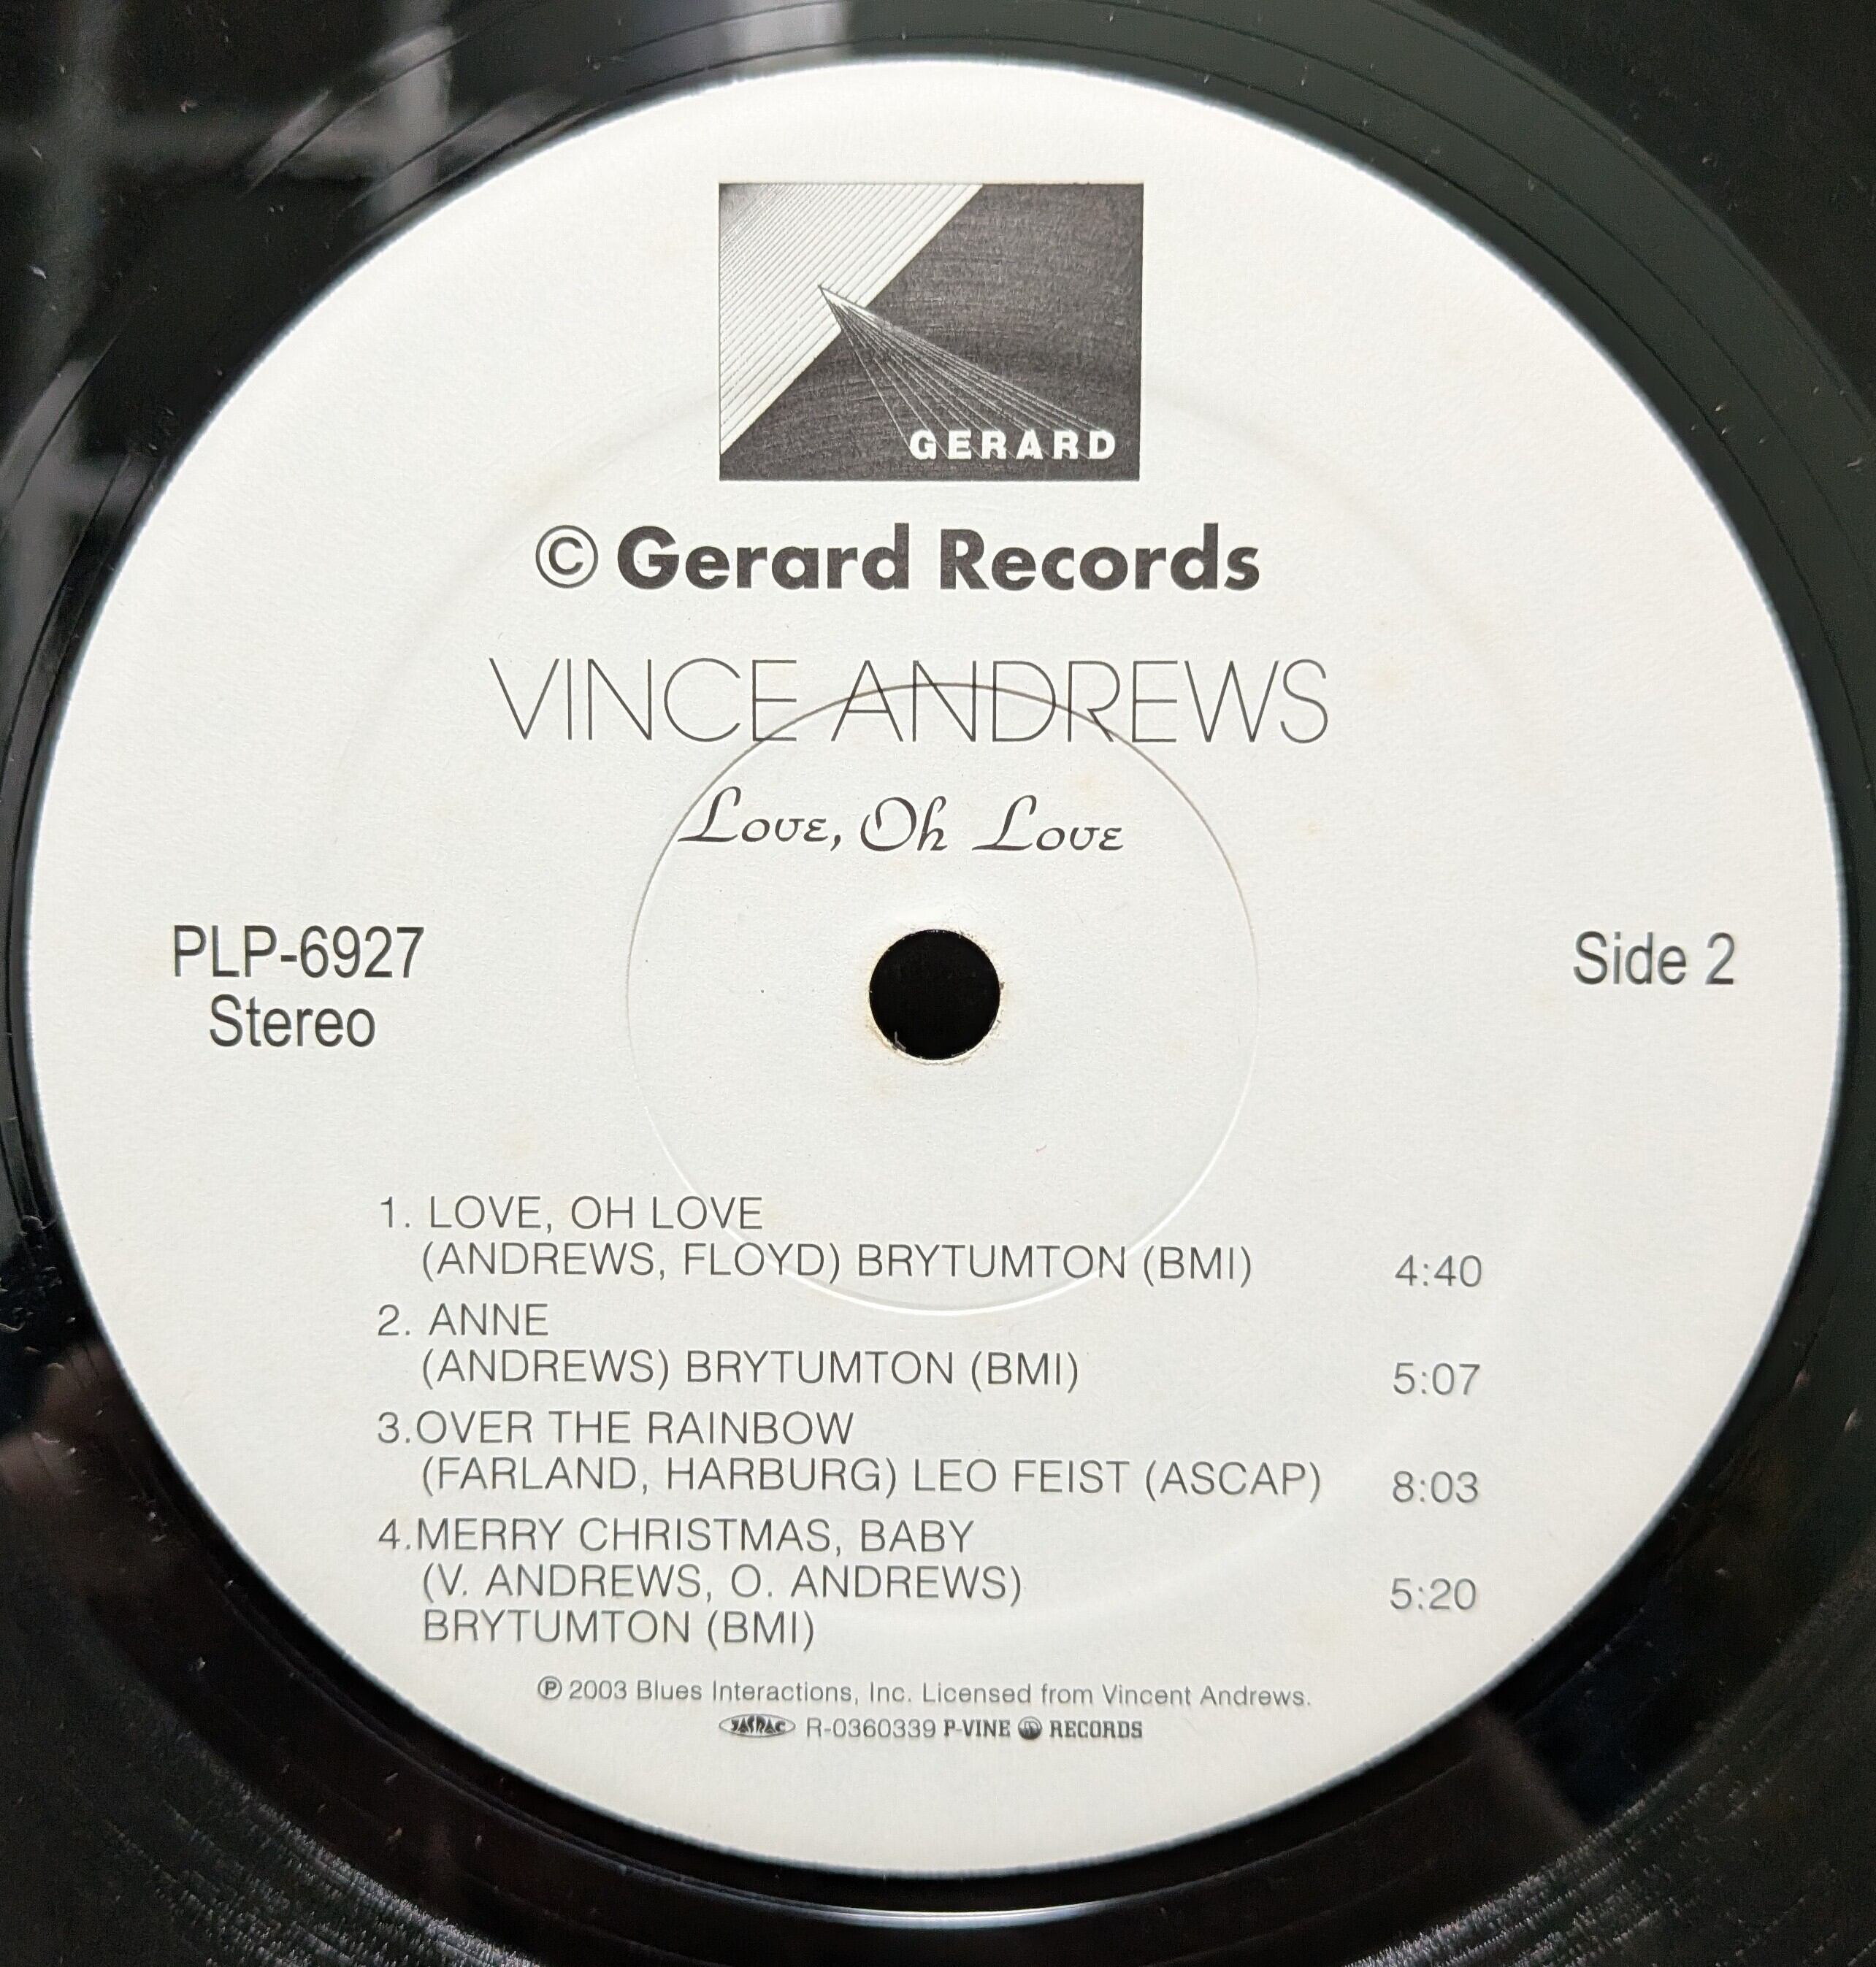 GERARD
© Gerard Records
VINCE ANDREWS
Love, Oh Love
PLP-6927
Stereo
Side 2
1. LOVE, OH LOVE
(ANDREWS, FLOYD) BRYTUMTON (BMI) 4:40
2. ANNE
(ANDREWS) BRYTUMTON (BMI) 5:07
3.OVER THE RAINBOW
(FARLAND, HARBURG) LEO FEIST (ASCAP) 8:03
4.MERRY CHRISTMAS, BABY
(V. ANDREWS, O. ANDREWS) 5:20
BRYTUMTON (BMI)
℗ 2003 Blues Interactions, Inc. Licensed from Vincent Andrews.
JASRAC R-0360339 P-VINE RECORDS